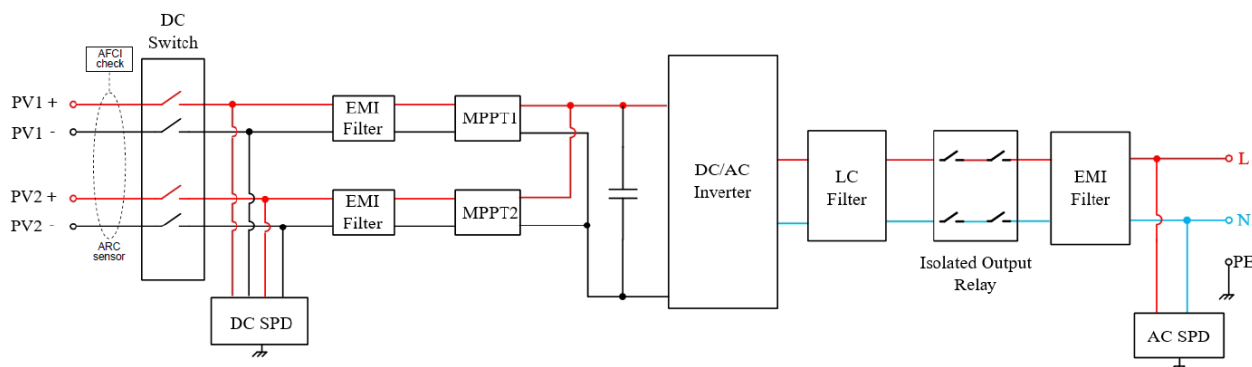 DC
Switch
AFCI
check
PV1 +
PV1 -
PV2 +
PV2 -
ARC
sensor
DC SPD
EMI
Filter
MPPT1
EMI
Filter
MPPT2
DC/AC
Inverter
LC
Filter
Isolated Output
Relay
EMI
Filter
L
N
PE
AC SPD